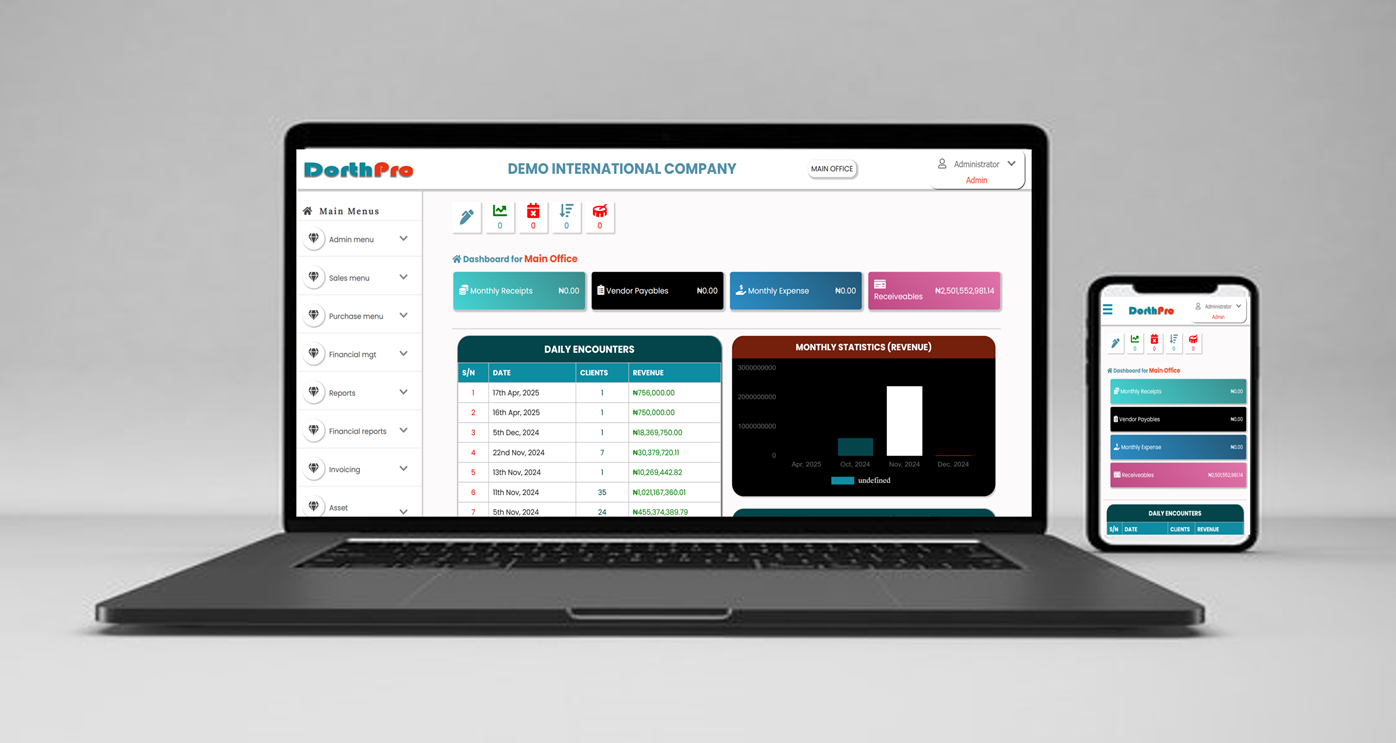 DorthPro
DEMO INTERNATIONAL COMPANY
MAIN OFFICE
Administrator
Admin
Main Menus
Admin menu
Sales menu
Purchase menu
Financial mgt
Reports
Financial reports
Invoicing
Asset
0 0 0 0
Dashboard for Main Office
Monthly Receipts ₦0.00
Vendor Payables ₦0.00
Monthly Expense ₦0.00
Receiveables ₦2,501,552,981.14
DAILY ENCOUNTERS
S/N DATE CLIENTS REVENUE
1 17th Apr, 2025 1 ₦756,000.00
2 16th Apr, 2025 1 ₦750,000.00
3 5th Dec, 2024 1 ₦18,369,750.00
4 22nd Nov, 2024 7 ₦30,379,720.11
5 13th Nov, 2024 1 ₦10,269,442.82
6 11th Nov, 2024 35 ₦1,021,167,360.01
7 5th Nov, 2024 24 ₦455,374,389.79
MONTHLY STATISTICS (REVENUE)
3000000000
2000000000
1000000000
0
Apr, 2025 Oct, 2024 Nov, 2024 Dec, 2024
undefined
DorthPro
Administrator
Admin
0 0 0 0
Dashboard for Main Office
Monthly Receipts ₦0.00
Vendor Payables ₦0.00
Monthly Expense ₦0.00
Receiveables ₦2,501,552,981.14
DAILY ENCOUNTERS
S/N DATE CLIENTS REVENUE